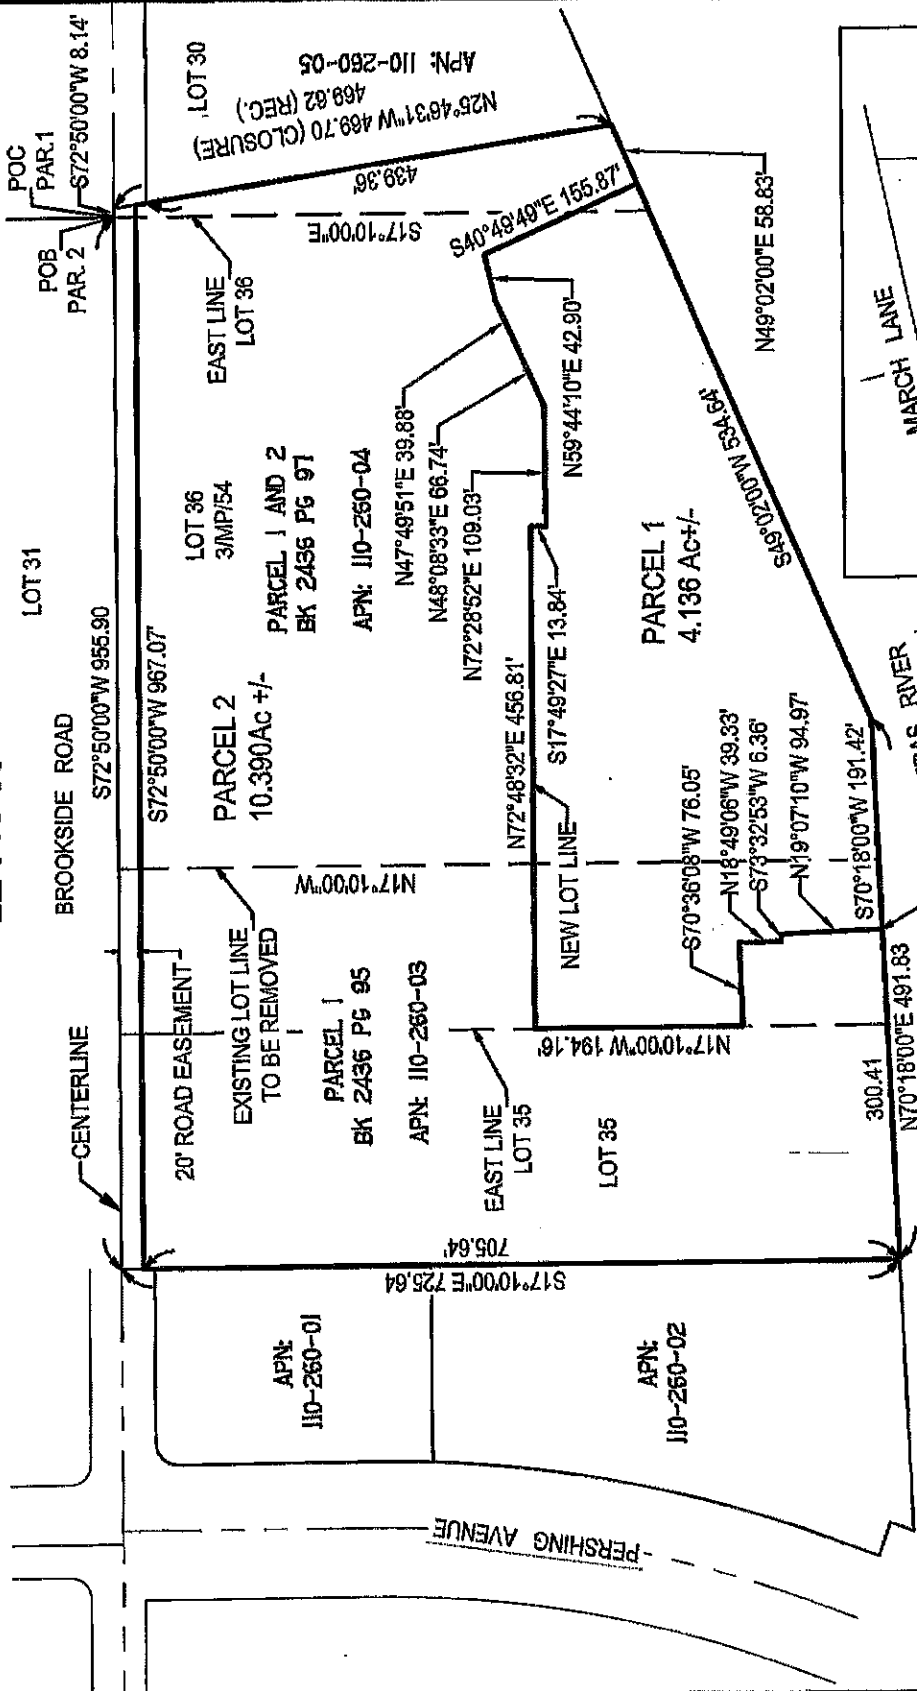 POC
PAR.1
S72°50'00"W 8.14'
POB
PAR. 2
LOT 31
BROOKSIDE ROAD
S72°50'00"W 955.90
S72°50'00"W 967.07'
CENTERLINE
20' ROAD EASEMENT
LOT 30
APN: 110-260-05
N25°46'31"W 469.70 (CLOSURE)
469.62 (REC.)
439.36'
S17°10'00"E
EAST LINE
LOT 36
LOT 36
3/MP/54
PARCEL 1 AND 2
BK 2436 PG 97
APN: 110-260-04
PARCEL 2
10.390Ac +/-
EXISTING LOT LINE
TO BE REMOVED
N17°10'00"W
PARCEL 1
BK 2436 PG 95
APN: 110-260-03
S40°49'49"E 155.87'
N47°49'51"E 39.88'
N48°08'33"E 66.74'
N72°28'52"E 109.03'
N59°44'10"E 42.90'
N72°48'32"E 456.81'
S17°49'27"E 13.84'
NEW LOT LINE
PARCEL 1
4.136 Ac+/-
N49°02'00"E 58.83'
S49°02'00"W 534.64'
S70°36'08"W 76.05'
N18°49'06"W 39.33'
S73°32'53"W 6.36'
N19°07'10"W 94.97'
S70°18'00"W 191.42'
N17°10'00"W 194.16'
EAST LINE
LOT 35
LOT 35
300.41
N70°18'00"E 491.83
705.64'
S17°10'00"E 725.64
APN:
110-260-01
APN:
110-260-02
PERSHING AVENUE
MARCH LANE
RIVER